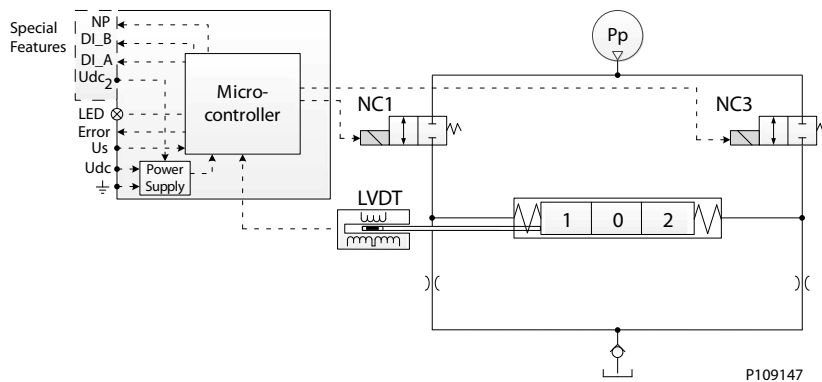 Special
Features
NP
DI_B
DI_A
Udc
2
LED
Error
Us
Udc
Micro-
controller
Power
Supply
Pp
NC1
NC3
LVDT
1 0 2
P109147